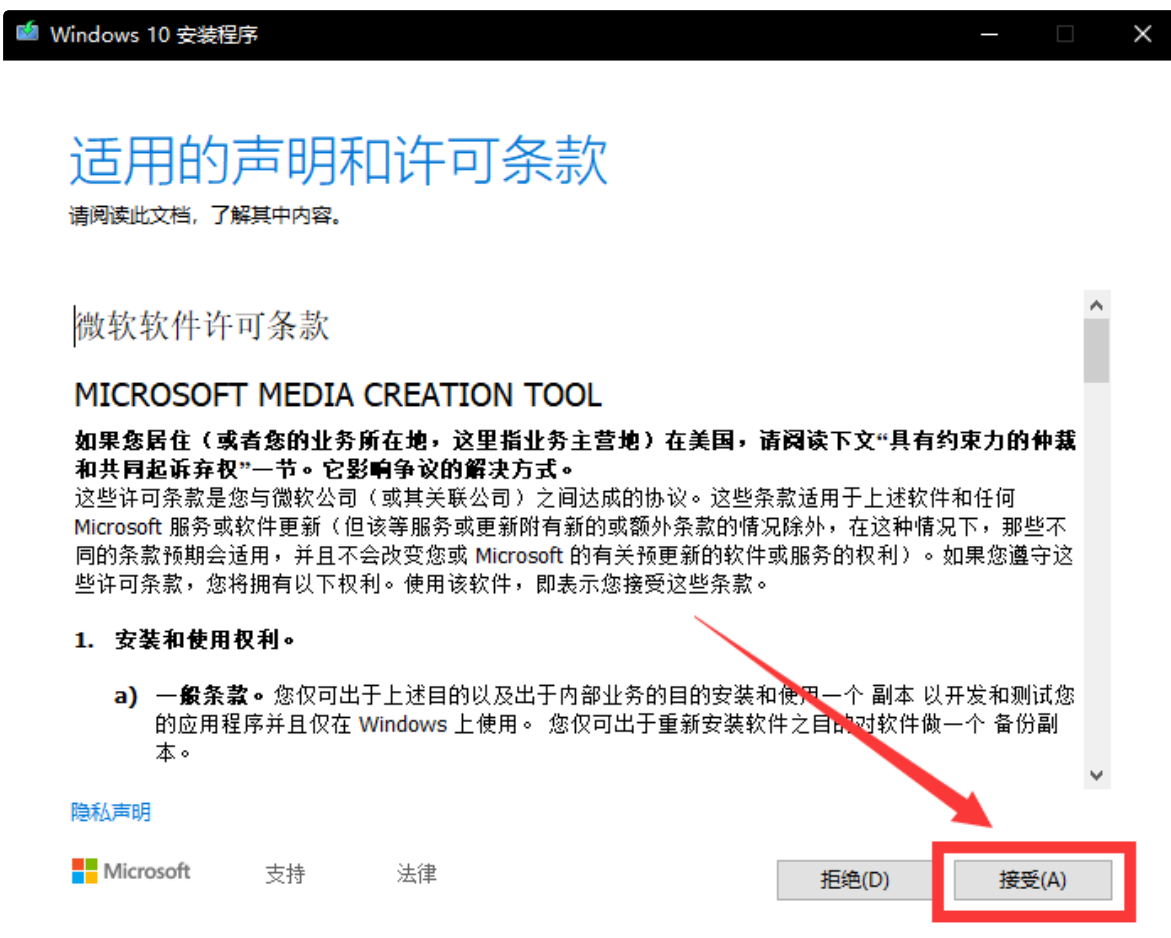 Windows 10 安装程序
适用的声明和许可条款
请阅读此文档，了解其中内容。
微软软件许可条款
MICROSOFT MEDIA CREATION TOOL
如果您居住（或者您的业务所在地，这里指业务主营地）在美国，请阅读下文“具有约束力的仲裁
和共同起诉弃权”一节。它影响争议的解决方式。
这些许可条款是您与微软公司（或其关联公司）之间达成的协议。这些条款适用于上述软件和任何
Microsoft 服务或软件更新（但该等服务或更新附有新的或额外条款的情况除外，在这种情况下，那些不
同的条款预期会适用，并且不会改变您或 Microsoft 的有关预更新的软件或服务的权利）。如果您遵守这
些许可条款，您将拥有以下权利。使用该软件，即表示您接受这些条款。
1. 安装和使用权利。
a) 一般条款。您仅可出于上述目的以及出于内部业务的目的安装和使用一个 副本 以开发和测试您
的应用程序并且仅在 Windows 上使用。 您仅可出于重新安装软件之目的对软件做一个 备份副
本。
隐私声明
Microsoft 支持 法律 拒绝(D) 接受(A)